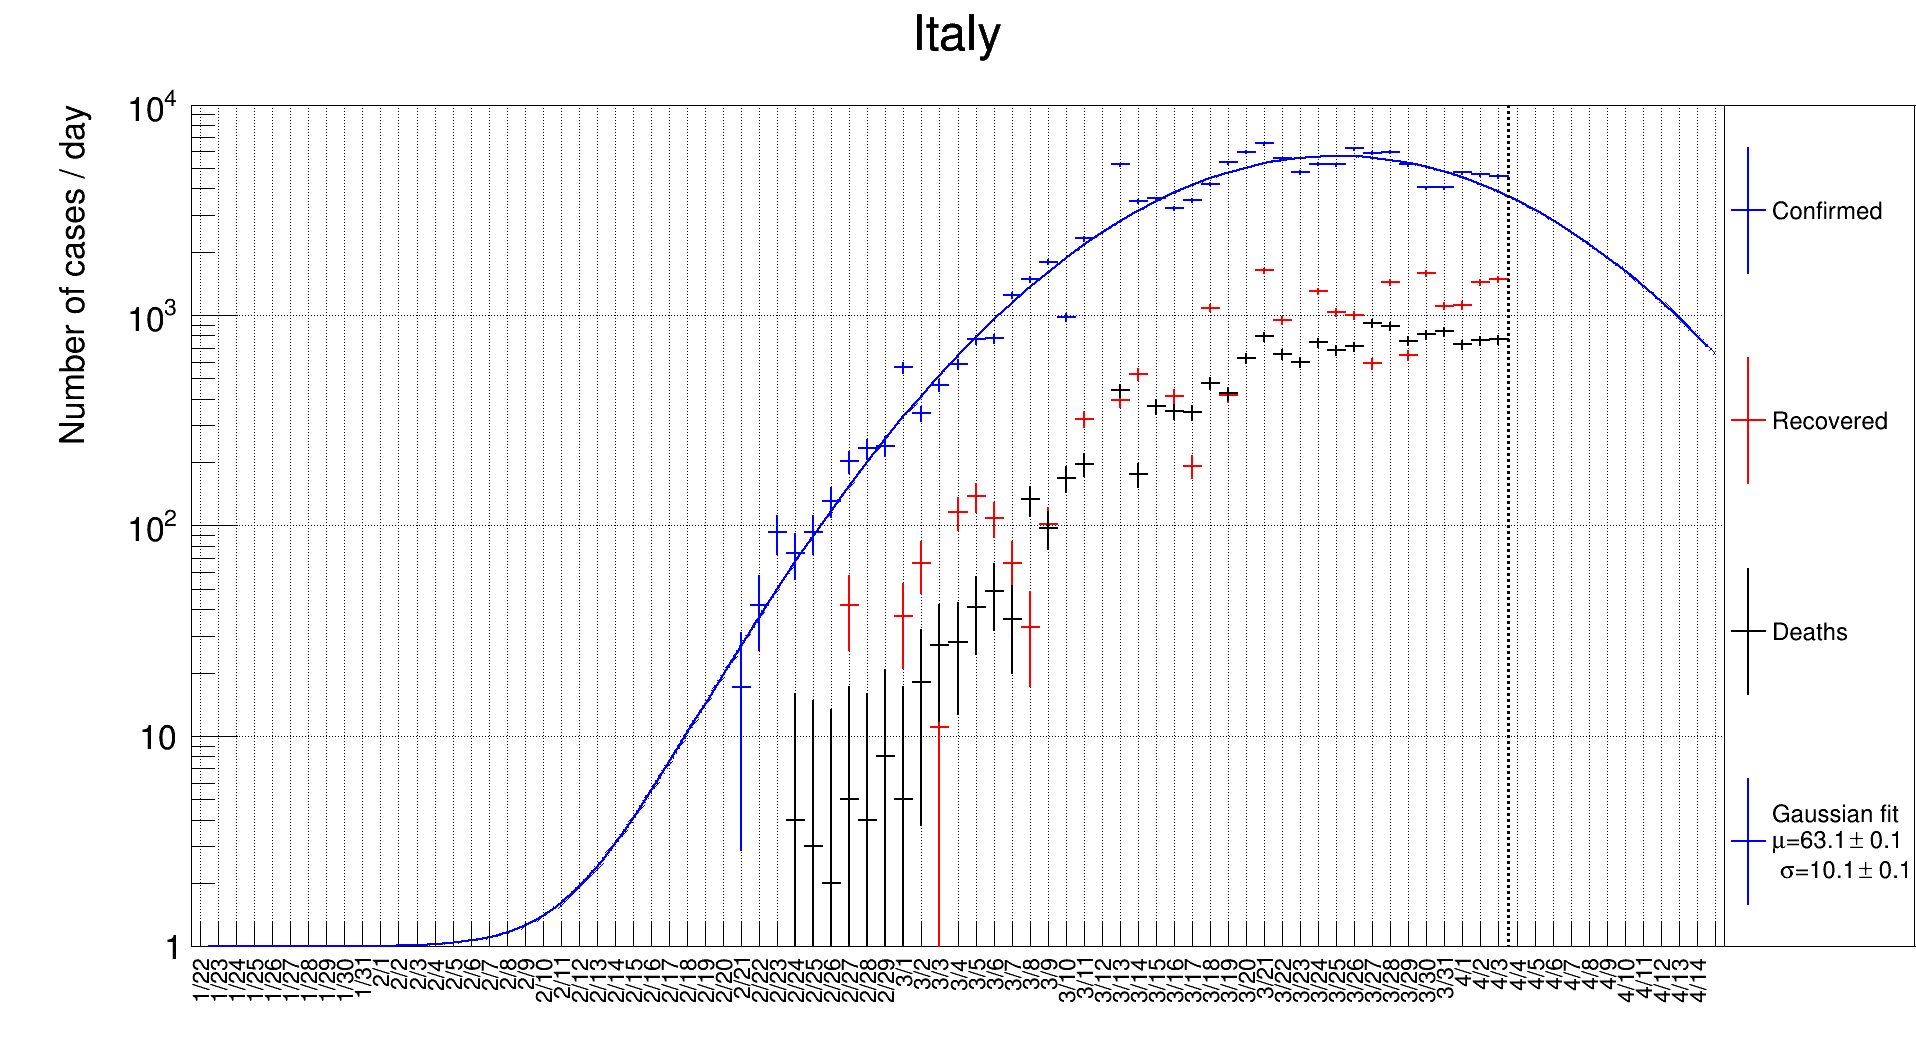 Italy
Number of cases / day
10⁴
10³
10²
10
1
1/22 1/23 1/24 1/25 1/26 1/27 1/28 1/29 1/30 1/31 2/1 2/2 2/3 2/4 2/5 2/6 2/7 2/8 2/9 2/10 2/11 2/12 2/13 2/14 2/15 2/16 2/17 2/18 2/19 2/20 2/21 2/22 2/23 2/24 2/25 2/26 2/27 2/28 2/29 3/1 3/2 3/3 3/4 3/5 3/6 3/7 3/8 3/9 3/10 3/11 3/12 3/13 3/14 3/15 3/16 3/17 3/18 3/19 3/20 3/21 3/22 3/23 3/24 3/25 3/26 3/27 3/28 3/29 3/30 3/31 4/1 4/2 4/3 4/4 4/5 4/6 4/7 4/8 4/9 4/10 4/11 4/12 4/13 4/14
Confirmed
Recovered
Deaths
Gaussian fit
μ=63.1± 0.1
σ=10.1± 0.1